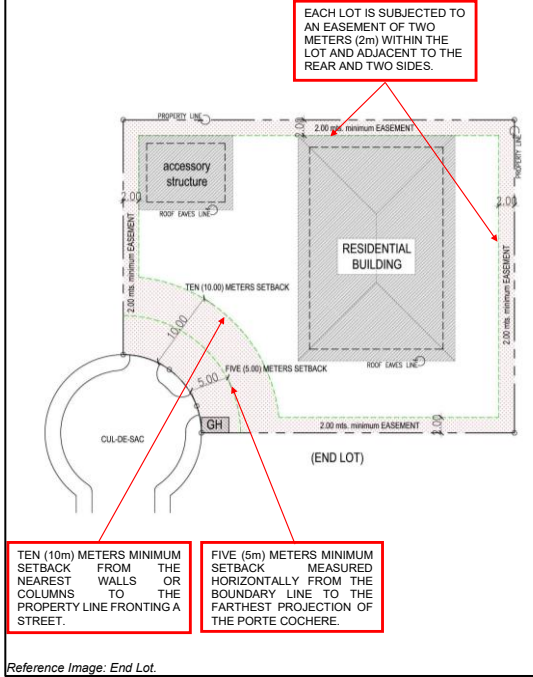 EACH LOT IS SUBJECTED TO
AN EASEMENT OF TWO
METERS (2m) WITHIN THE
LOT AND ADJACENT TO THE
REAR AND TWO SIDES.
PROPERTY LINE
2.00
2.00 mts. minimum EASEMENT
PROPERTY LINE
accessory
structure
2.00
2.00
ROOF EAVES LINE
2.00 mts. minimum EASEMENT
RESIDENTIAL
BUILDING
2.00 mts. minimum EASEMENT
TEN (10.00) METERS SETBACK
10.00
FIVE (5.00) METERS SETBACK
ROOF EAVES LINE
5.00
GH
2.00 mts. minimum EASEMENT
2.00
CUL-DE-SAC
(END LOT)
TEN (10m) METERS MINIMUM
SETBACK FROM THE
NEAREST WALLS OR
COLUMNS TO THE
PROPERTY LINE FRONTING A
STREET.
FIVE (5m) METERS MINIMUM
SETBACK MEASURED
HORIZONTALLY FROM THE
BOUNDARY LINE TO THE
FARTHEST PROJECTION OF
THE PORTE COCHERE.
Reference Image: End Lot.